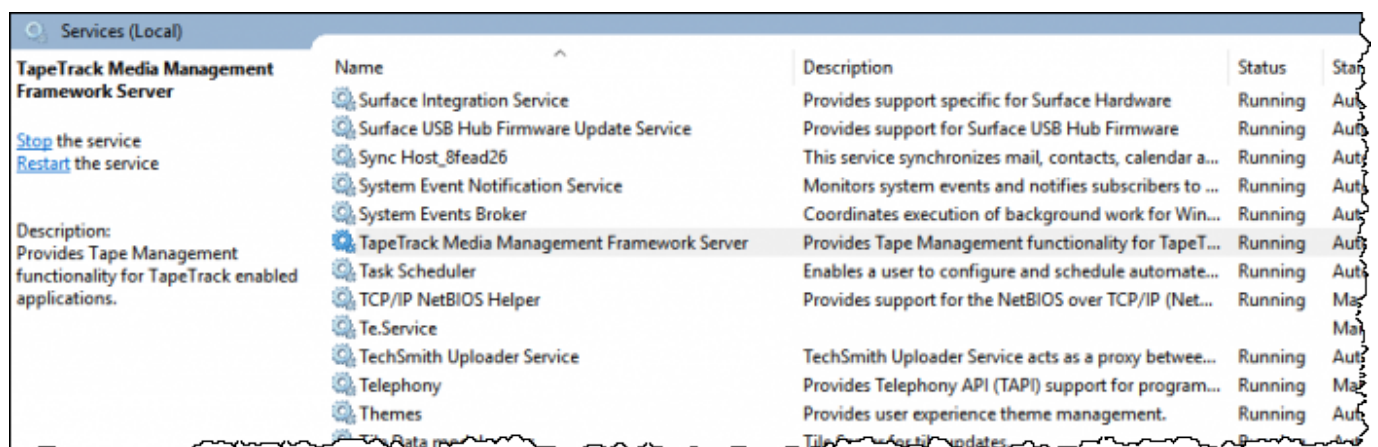 Services (Local)
TapeTrack Media Management
Framework Server
Stop the service
Restart the service
Description:
Provides Tape Management
functionality for TapeTrack enabled
applications.
Name Description Status
Surface Integration Service Provides support specific for Surface Hardware Running
Surface USB Hub Firmware Update Service Provides support for Surface USB Hub Firmware Running
Sync Host_8fead26 This service synchronizes mail, contacts, calendar a... Running
System Event Notification Service Monitors system events and notifies subscribers to ... Running
System Events Broker Coordinates execution of background work for Win... Running
TapeTrack Media Management Framework Server Provides Tape Management functionality for TapeT... Running
Task Scheduler Enables a user to configure and schedule automate... Running
TCP/IP NetBIOS Helper Provides support for the NetBIOS over TCP/IP (Net... Running
Te.Service
TechSmith Uploader Service TechSmith Uploader Service acts as a proxy betwee... Running
Telephony Provides Telephony API (TAPI) support for program... Running
Themes Provides user experience theme management. Running